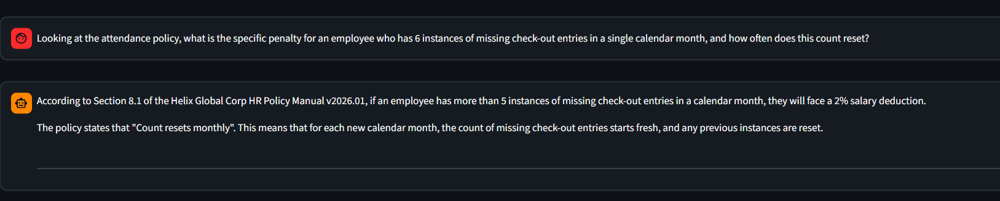 Looking at the attendance policy, what is the specific penalty for an employee who has 6 instances of missing check-out entries in a single calendar month, and how often does this count reset?
According to Section 8.1 of the Helix Global Corp HR Policy Manual v2026.01, if an employee has more than 5 instances of missing check-out entries in a calendar month, they will face a 2% salary deduction.
The policy states that "Count resets monthly". This means that for each new calendar month, the count of missing check-out entries starts fresh, and any previous instances are reset.